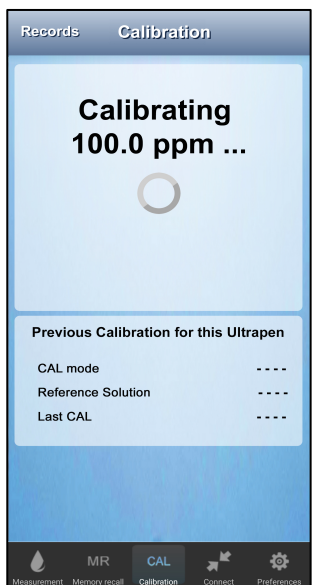 Records Calibration
Calibrating
100.0 ppm ...
Previous Calibration for this Ultrapen
CAL mode - - - -
Reference Solution - - - -
Last CAL - - - -
MR CAL
Measurement Memory recall Calibration Connect Preferences